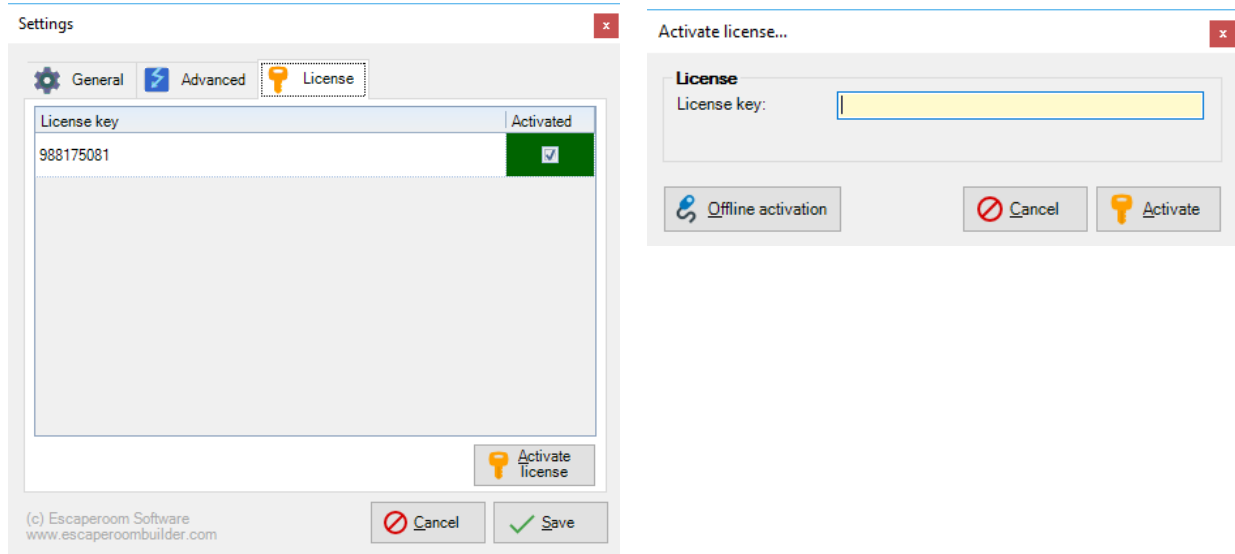 Settings
General Advanced License
License key Activated
988175081
Activate
license
(c) Escaperoom Software
www.escaperoombuilder.com
Cancel Save
Activate license...
License
License key:
Offline activation Cancel Activate